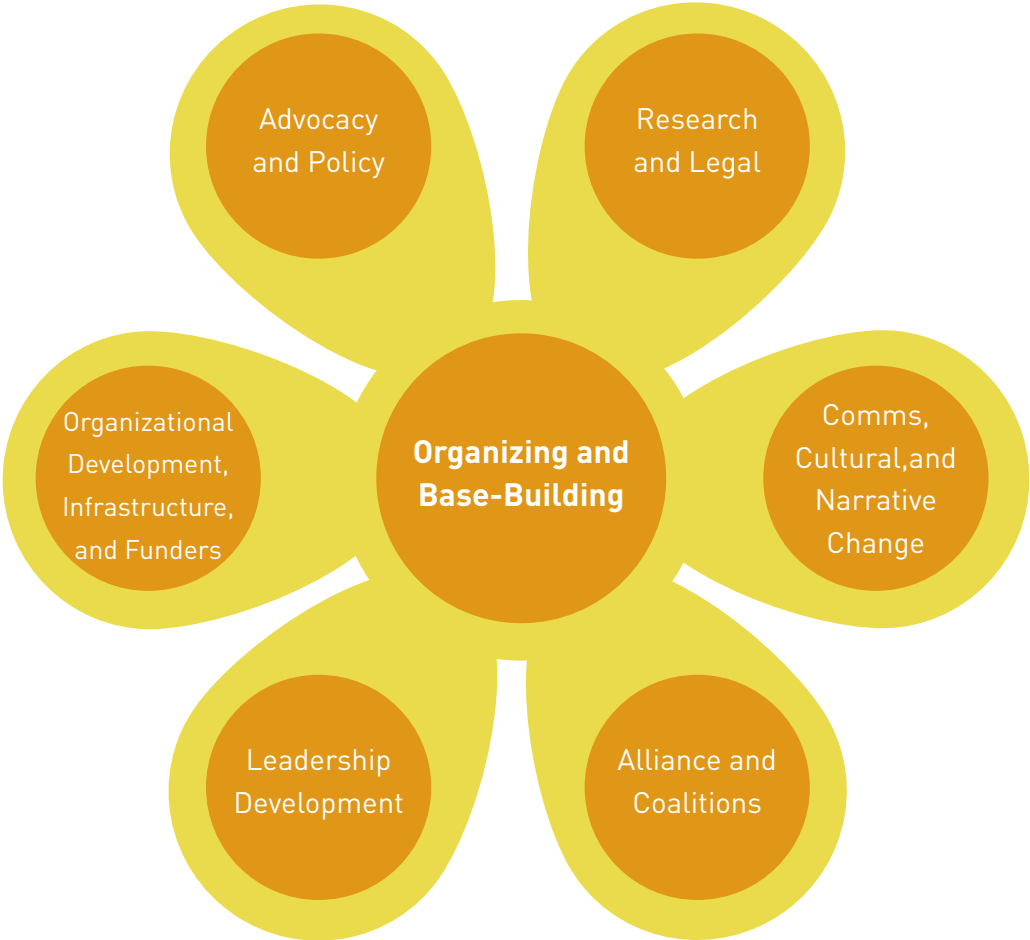 Advocacy
and Policy
Research
and Legal
Organizational
Development,
Infrastructure,
and Funders
Organizing and
Base-Building
Comms,
Cultural,and
Narrative
Change
Leadership
Development
Alliance and
Coalitions